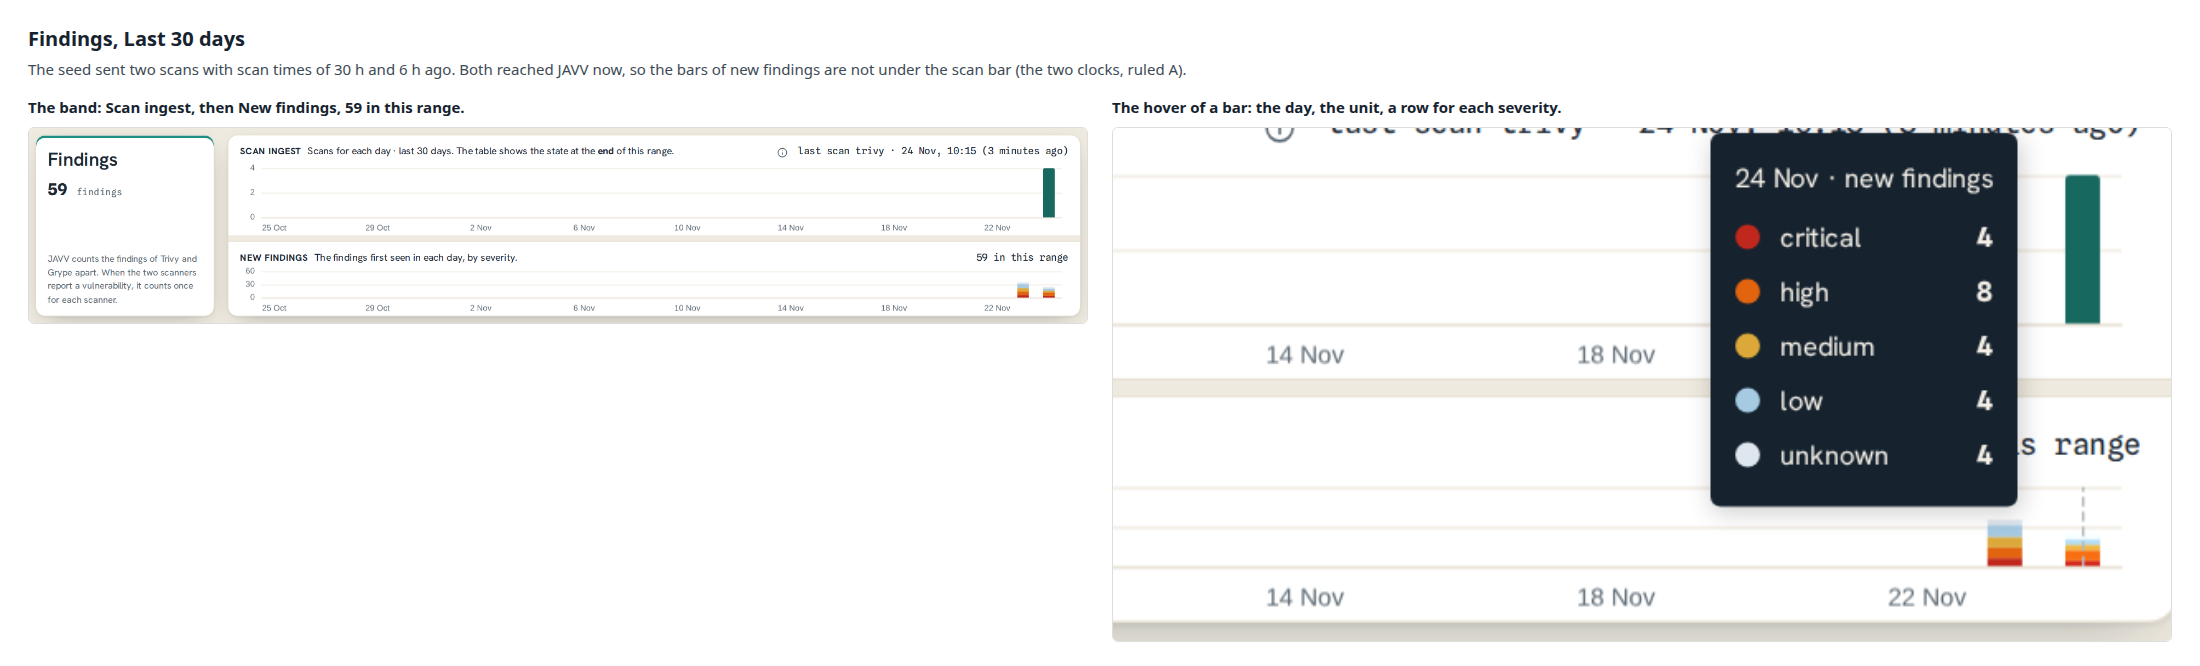 Findings, Last 30 days
The seed sent two scans with scan times of 30 h and 6 h ago. Both reached JAVV now, so the bars of new findings are not under the scan bar (the two clocks, ruled A).
The band: Scan ingest, then New findings, 59 in this range.
Findings
59 findings
JAVV counts the findings of Trivy and
Grype apart. When the two scanners
report a vulnerability, it counts once
for each scanner.
SCAN INGEST Scans for each day · last 30 days. The table shows the state at the end of this range.
last scan trivy · 24 Nov, 10:15 (3 minutes ago)
4
2
0
25 Oct 29 Oct 2 Nov 6 Nov 10 Nov 14 Nov 18 Nov 22 Nov
NEW FINDINGS The findings first seen in each day, by severity.
59 in this range
60
30
0
25 Oct 29 Oct 2 Nov 6 Nov 10 Nov 14 Nov 18 Nov 22 Nov
The hover of a bar: the day, the unit, a row for each severity.
last scan trivy 24 Nov, 10:15 (3 minutes ago)
24 Nov · new findings
critical 4
high 8
medium 4
low 4
unknown 4
14 Nov 18 Nov
s range
14 Nov 18 Nov 22 Nov